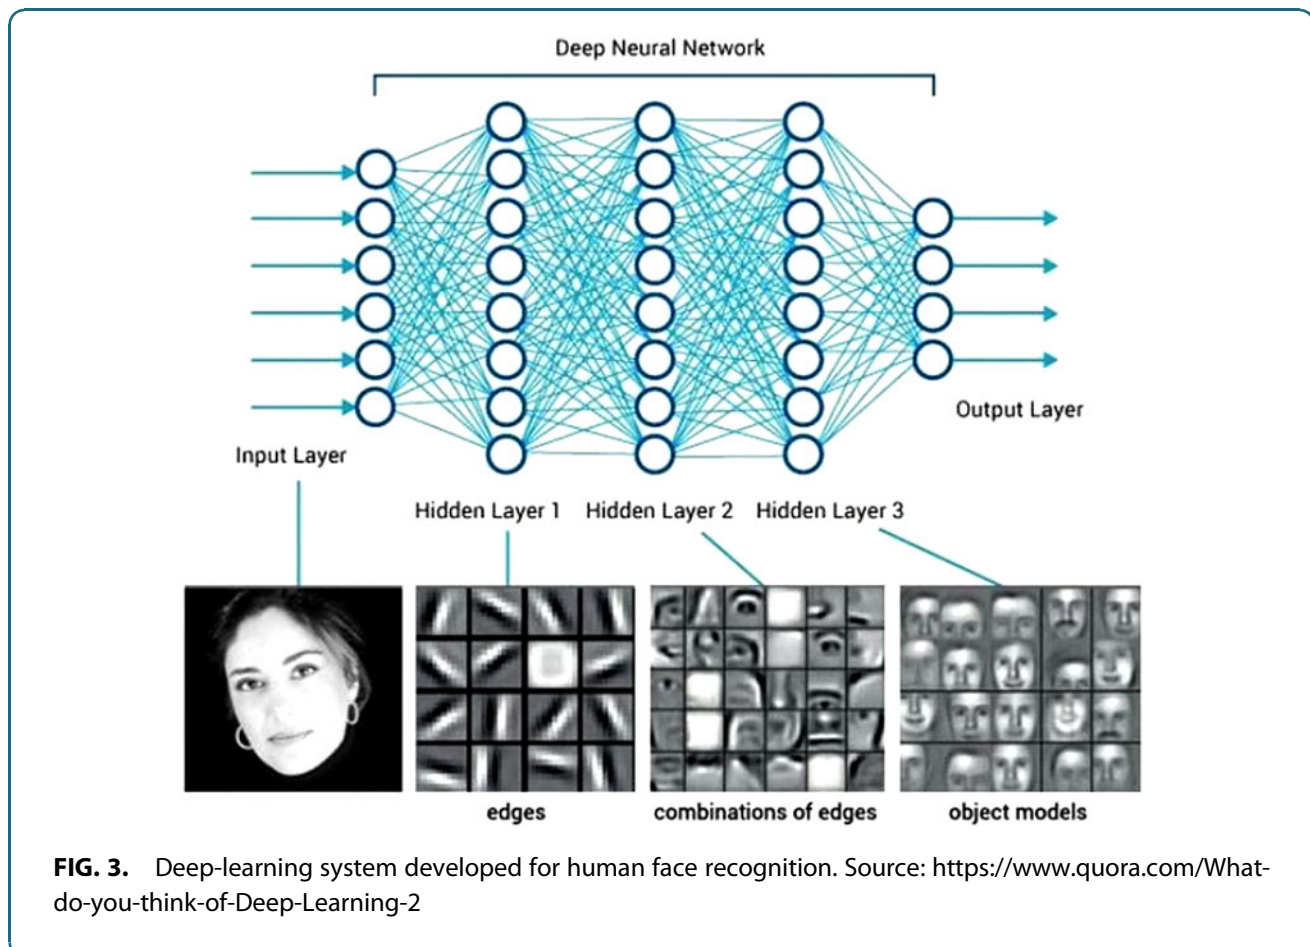 Deep Neural Network
Output Layer
Input Layer
Hidden Layer 1
Hidden Layer 2
Hidden Layer 3
edges
combinations of edges
object models
FIG. 3. Deep-learning system developed for human face recognition. Source: https://www.quora.com/What-
do-you-think-of-Deep-Learning-2